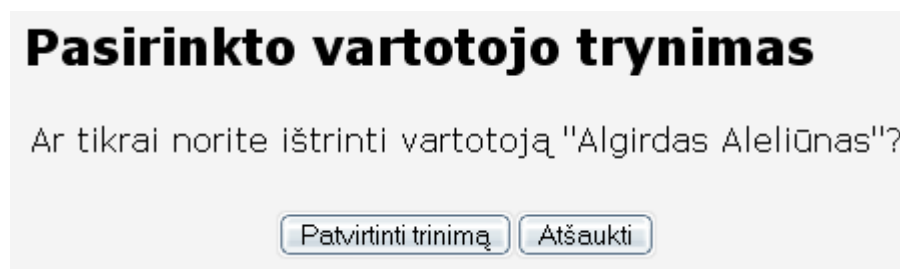 Pasirinkto vartotojo trynimas
Ar tikrai norite ištrinti vartotoją "Algirdas Aleliūnas"?
Patvirtinti trinimą Atšaukti